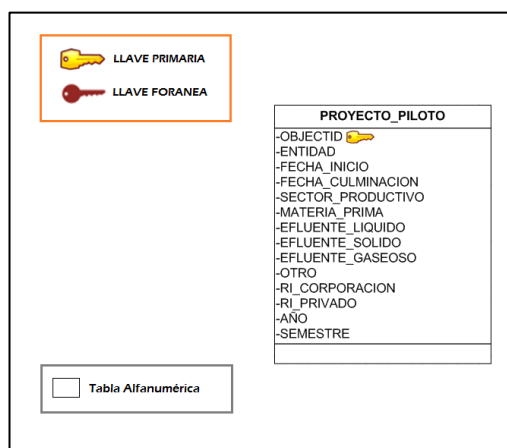 LLAVE PRIMARIA
LLAVE FORANEA
PROYECTO_PILOTO
-OBJECTID
-ENTIDAD
-FECHA_INICIO
-FECHA_CULMINACION
-SECTOR_PRODUCTIVO
-MATERIA_PRIMA
-EFLUENTE_LIQUIDO
-EFLUENTE_SOLIDO
-EFLUENTE_GASEOSO
-OTRO
-RI_CORPORACION
-RI_PRIVADO
-AÑO
-SEMESTRE
Tabla Alfanumérica